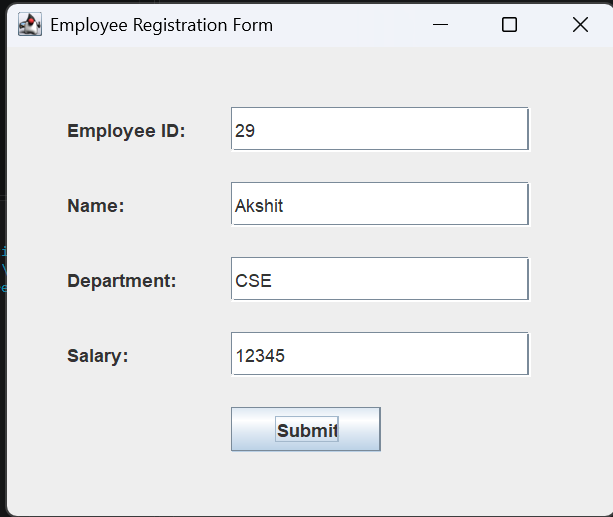 Employee Registration Form
Employee ID: 29
Name: Akshit
Department: CSE
Salary: 12345
Submit